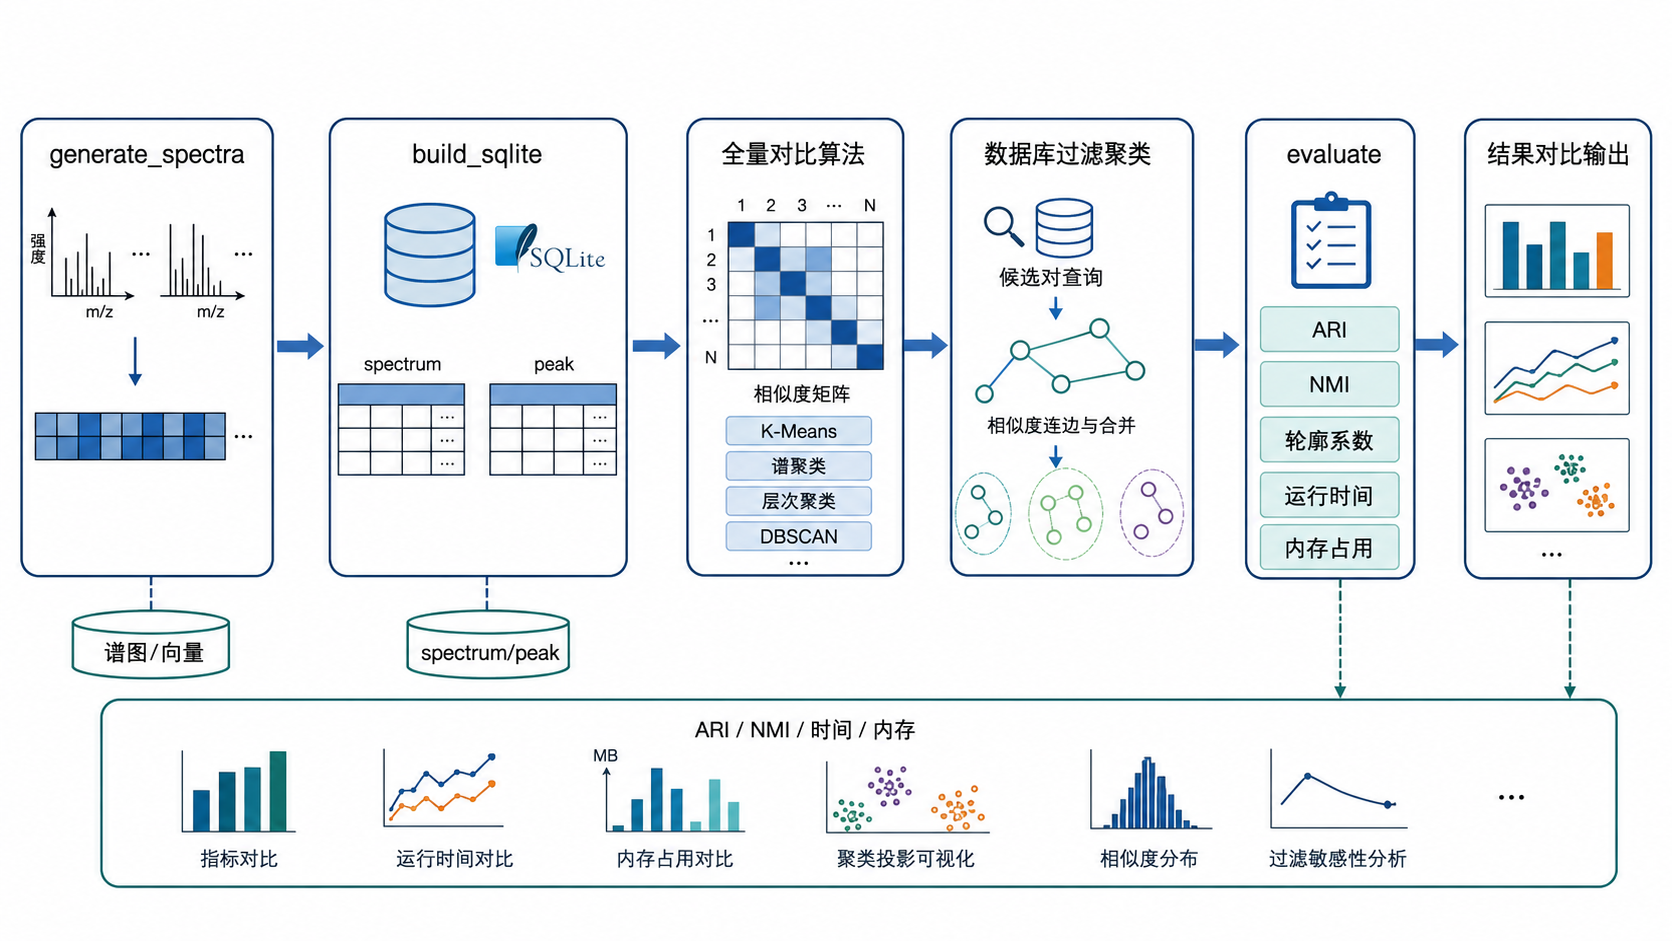 generate_spectra
强度
...
...
m/z
m/z
...
谱图/向量
build_sqlite
SQLite
spectrum
peak
...
...
...
...
...
...
spectrum/peak
全量对比算法
1 2 3 ... N
1
2
3
...
N
相似度矩阵
K-Means
谱聚类
层次聚类
DBSCAN
...
数据库过滤聚类
候选对查询
相似度连边与合并
evaluate
ARI
NMI
轮廓系数
运行时间
内存占用
结果对比输出
...
ARI / NMI / 时间 / 内存
MB
...
指标对比
运行时间对比
内存占用对比
聚类投影可视化
相似度分布
过滤敏感性分析